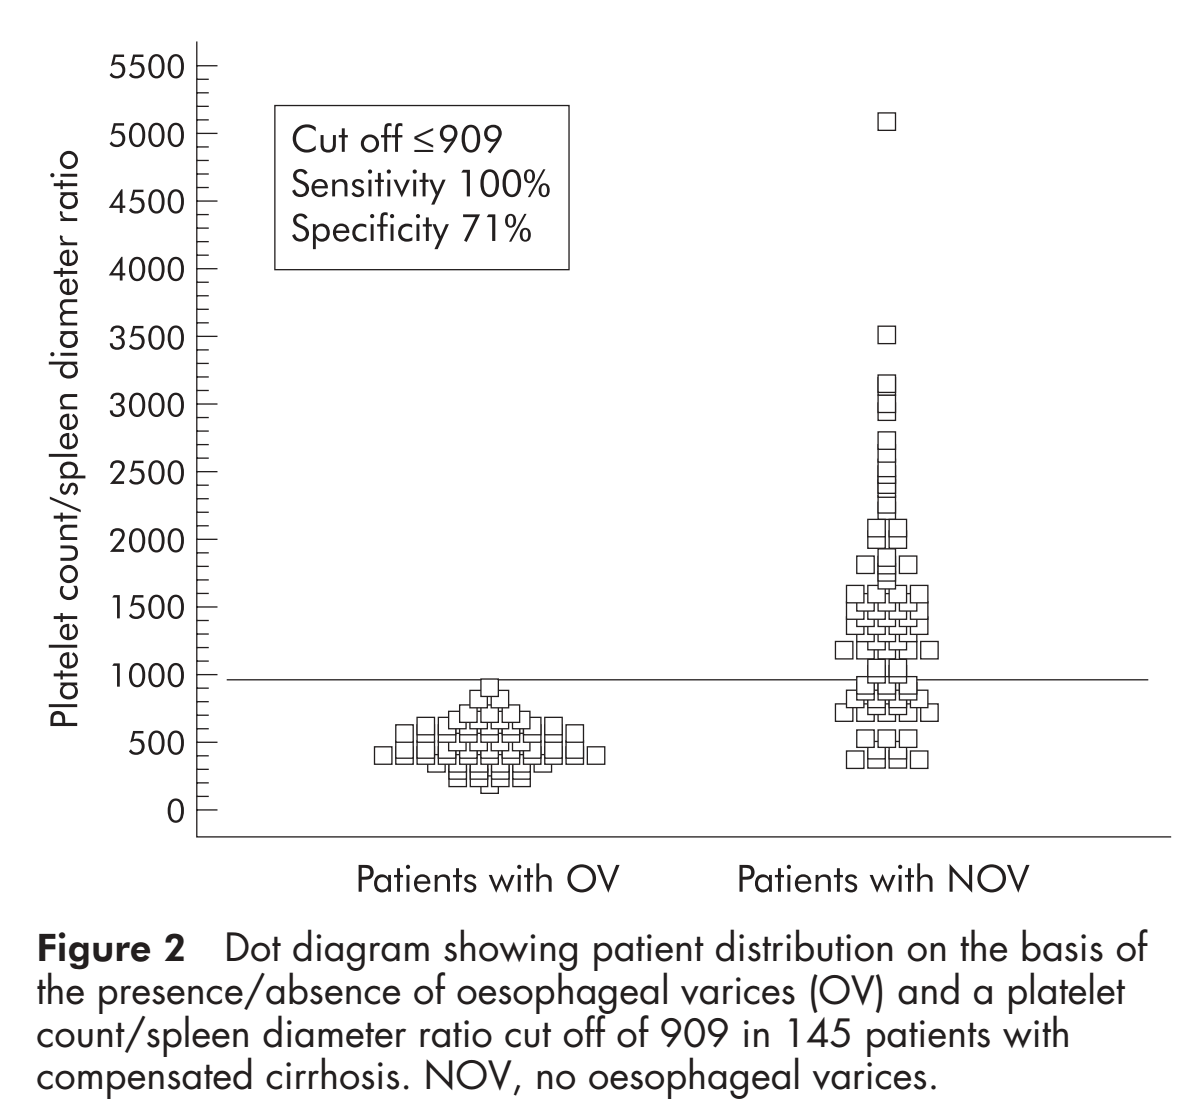 5500
5000
4500
4000
3500
3000
2500
2000
1500
1000
500
0
Platelet count/spleen diameter ratio
Cut off ≤909
Sensitivity 100%
Specificity 71%
Patients with OV
Patients with NOV
Figure 2 Dot diagram showing patient distribution on the basis of
the presence/absence of oesophageal varices (OV) and a platelet
count/spleen diameter ratio cut off of 909 in 145 patients with
compensated cirrhosis. NOV, no oesophageal varices.